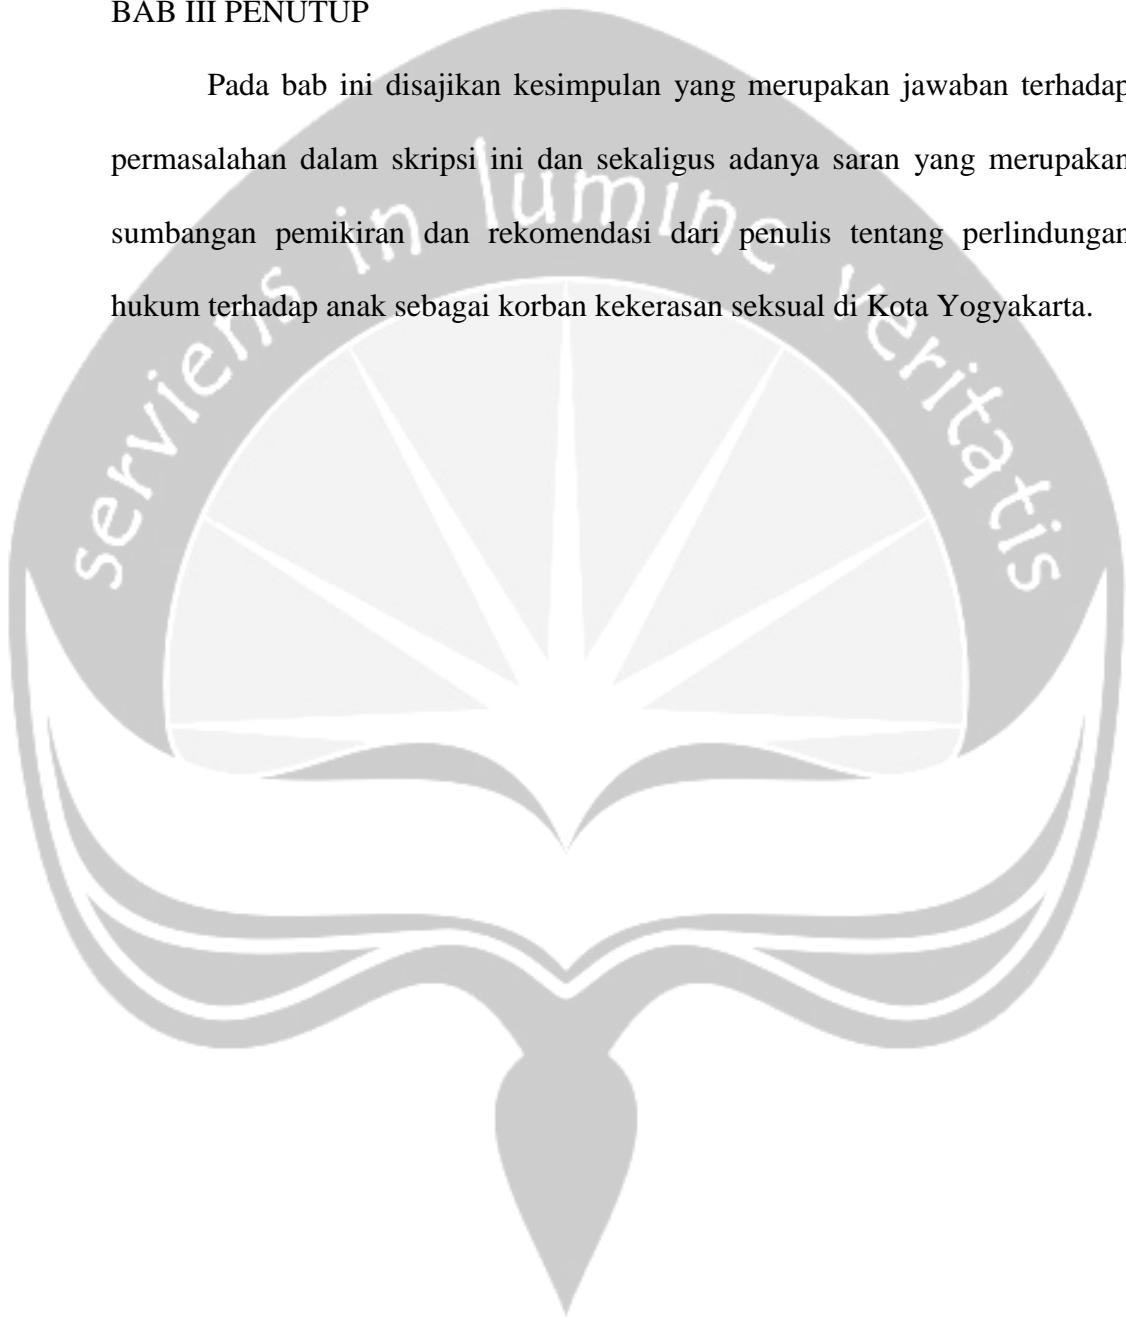 BAB III PENUTUP
Pada bab ini disajikan kesimpulan yang merupakan jawaban terhadap
permasalahan dalam skripsi ini dan sekaligus adanya saran yang merupakan
sumbangan pemikiran dan rekomendasi dari penulis tentang perlindungan
hukum terhadap anak sebagai korban kekerasan seksual di Kota Yogyakarta.
serviens in lumine veritatis